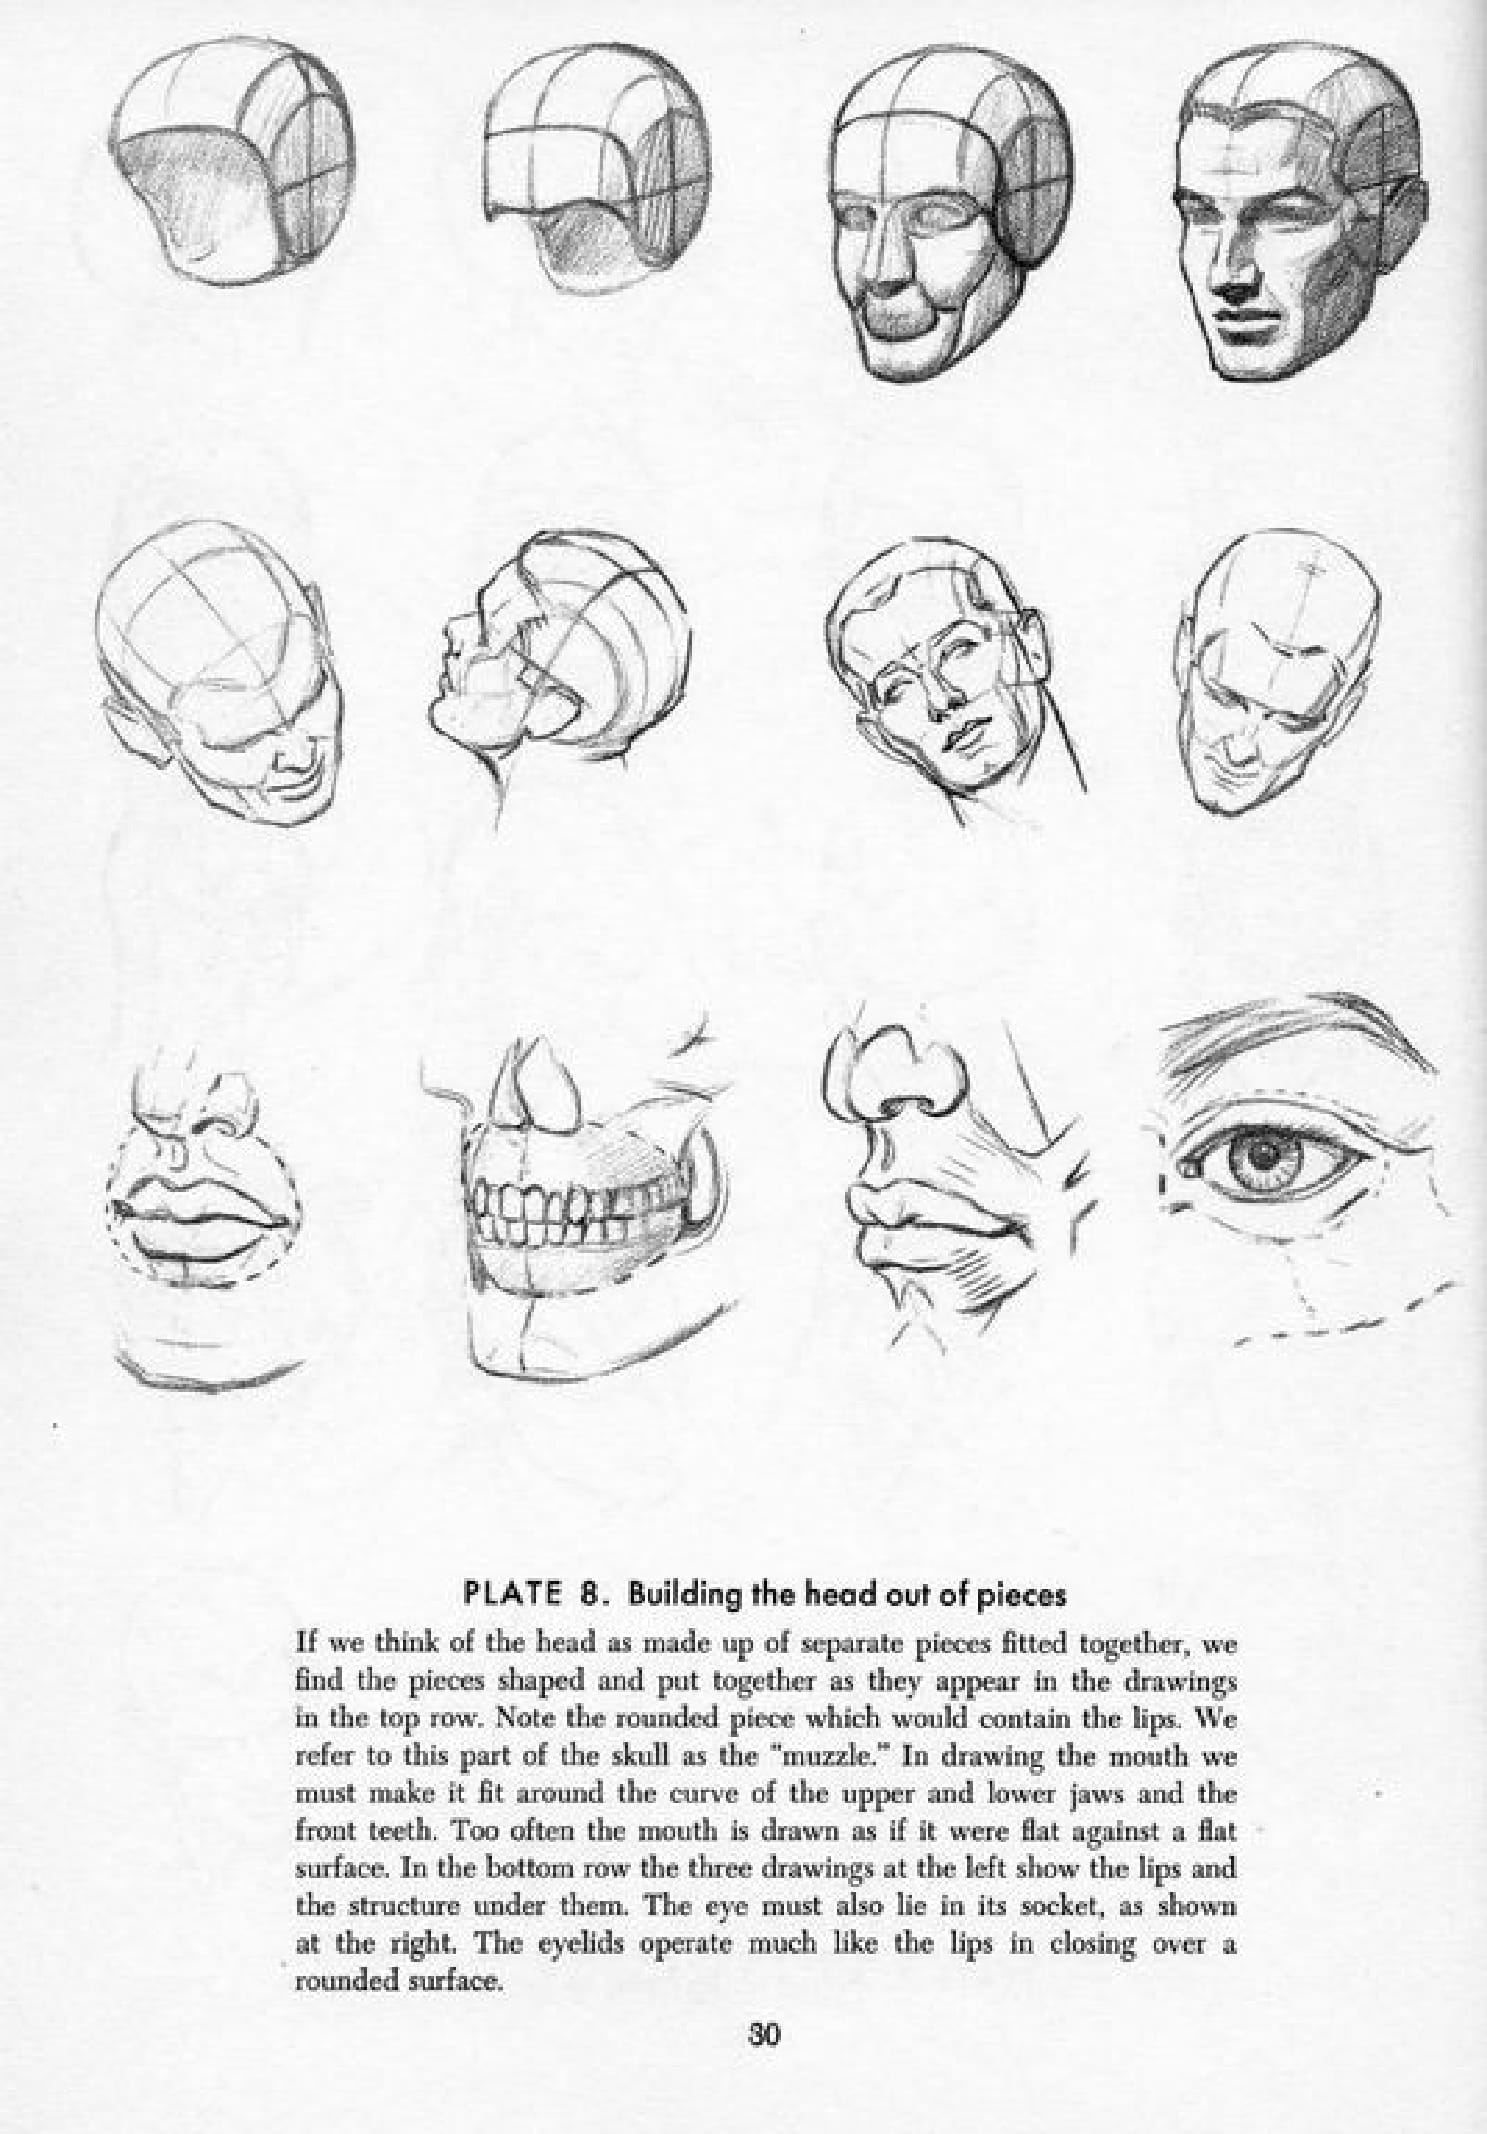 PLATE 8. Building the head out of pieces
If we think of the head as made up of separate pieces fitted together, we
find the pieces shaped and put together as they appear in the drawings
in the top row. Note the rounded piece which would contain the lips. We
refer to this part of the skull as the "muzzle." In drawing the mouth we
must make it fit around the curve of the upper and lower jaws and the
front teeth. Too often the mouth is drawn as if it were flat against a flat
surface. In the bottom row the three drawings at the left show the lips and
the structure under them. The eye must also lie in its socket, as shown
at the right. The eyelids operate much like the lips in closing over a
rounded surface.
30